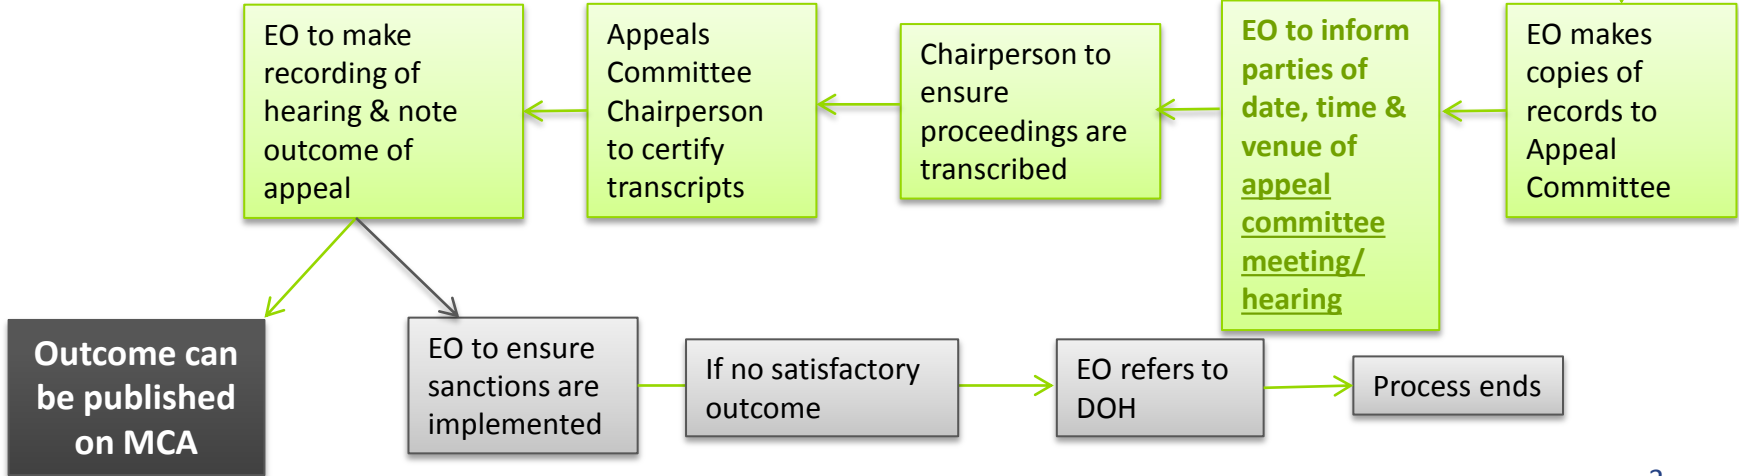 EO to make
recording of
hearing & note
outcome of
appeal
Appeals
Committee
Chairperson
to certify
transcripts
Chairperson to
ensure
proceedings are
transcribed
EO to inform
parties of
date, time &
venue of
appeal
committee
meeting/
hearing
EO makes
copies of
records to
Appeal
Committee
Outcome can
be published
on MCA
EO to ensure
sanctions are
implemented
If no satisfactory
outcome
EO refers to
DOH
Process ends